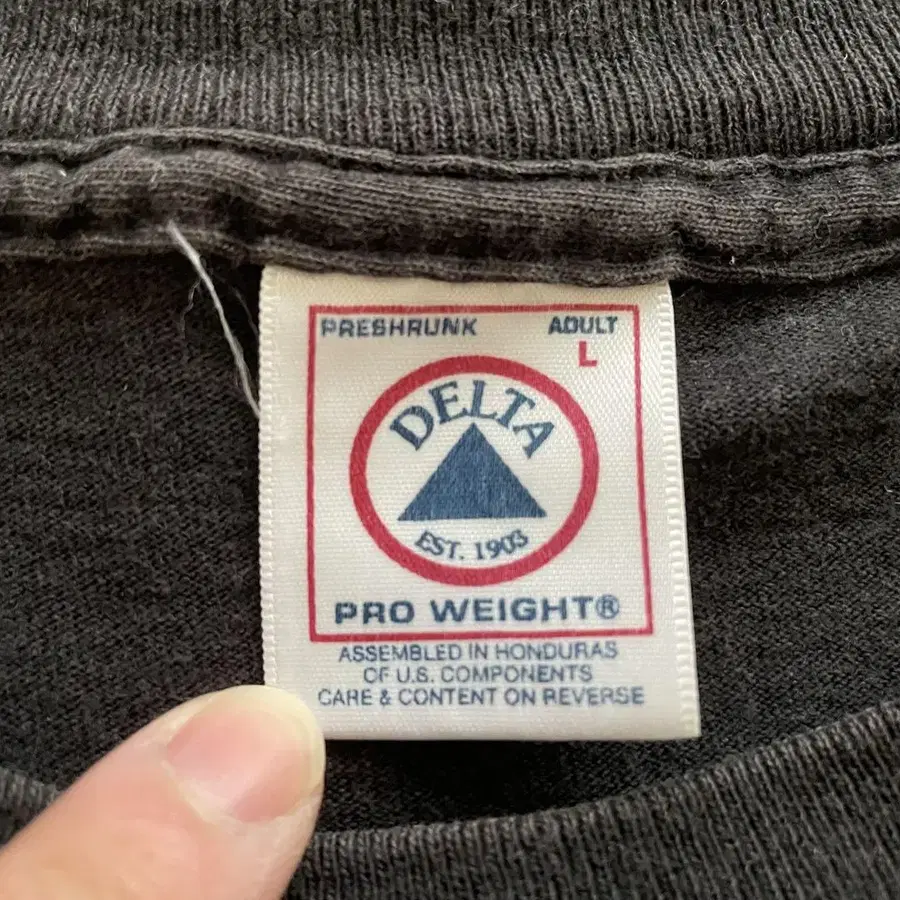 PRESHRUNK ADULT
L
DELTA
EST. 1903
PRO WEIGHT®
ASSEMBLED IN HONDURAS
OF U.S. COMPONENTS
CARE & CONTENT ON REVERSE